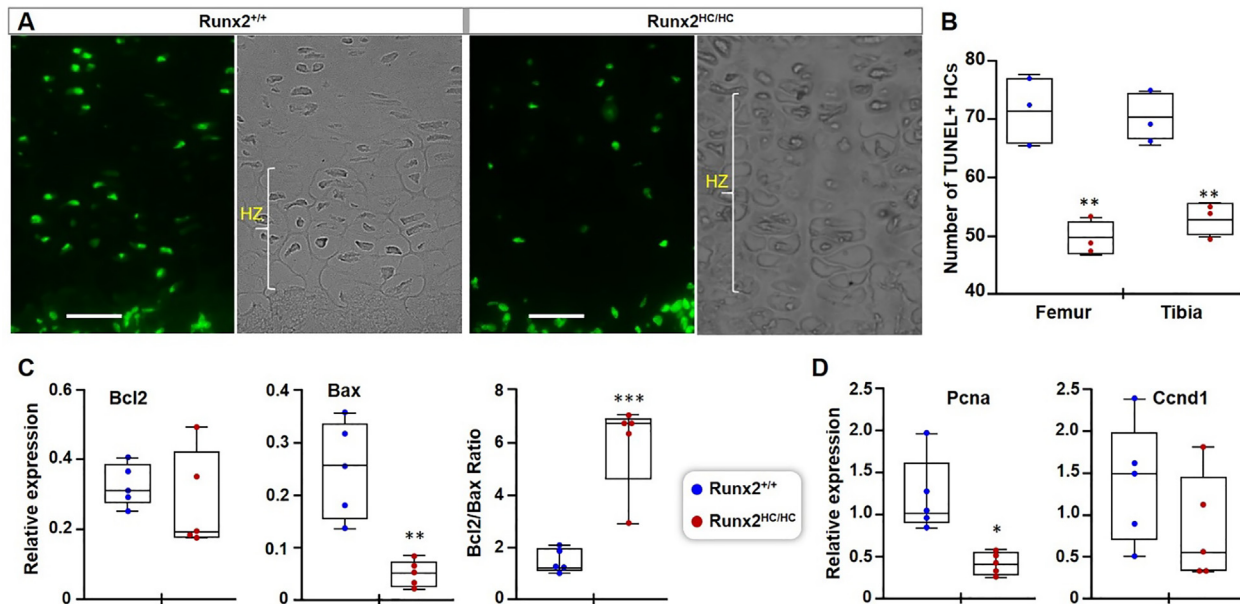 A
Runx2+/+
Runx2HC/HC
HZ
HZ
B
Number of TUNEL+ HCs
80
70
60
50
40
**
**
Femur
Tibia
C
Relative expression
0.6
0.4
0.2
0
Bcl2
0.4
0.3
0.2
0.1
0
Bax
**
Bcl2/Bax Ratio
8
6
4
2
0
***
Runx2+/+
Runx2HC/HC
D
Relative expression
2.5
2.0
1.5
1.0
0.5
0
Pcna
*
2.5
2.0
1.5
1.0
0.5
0
Ccnd1